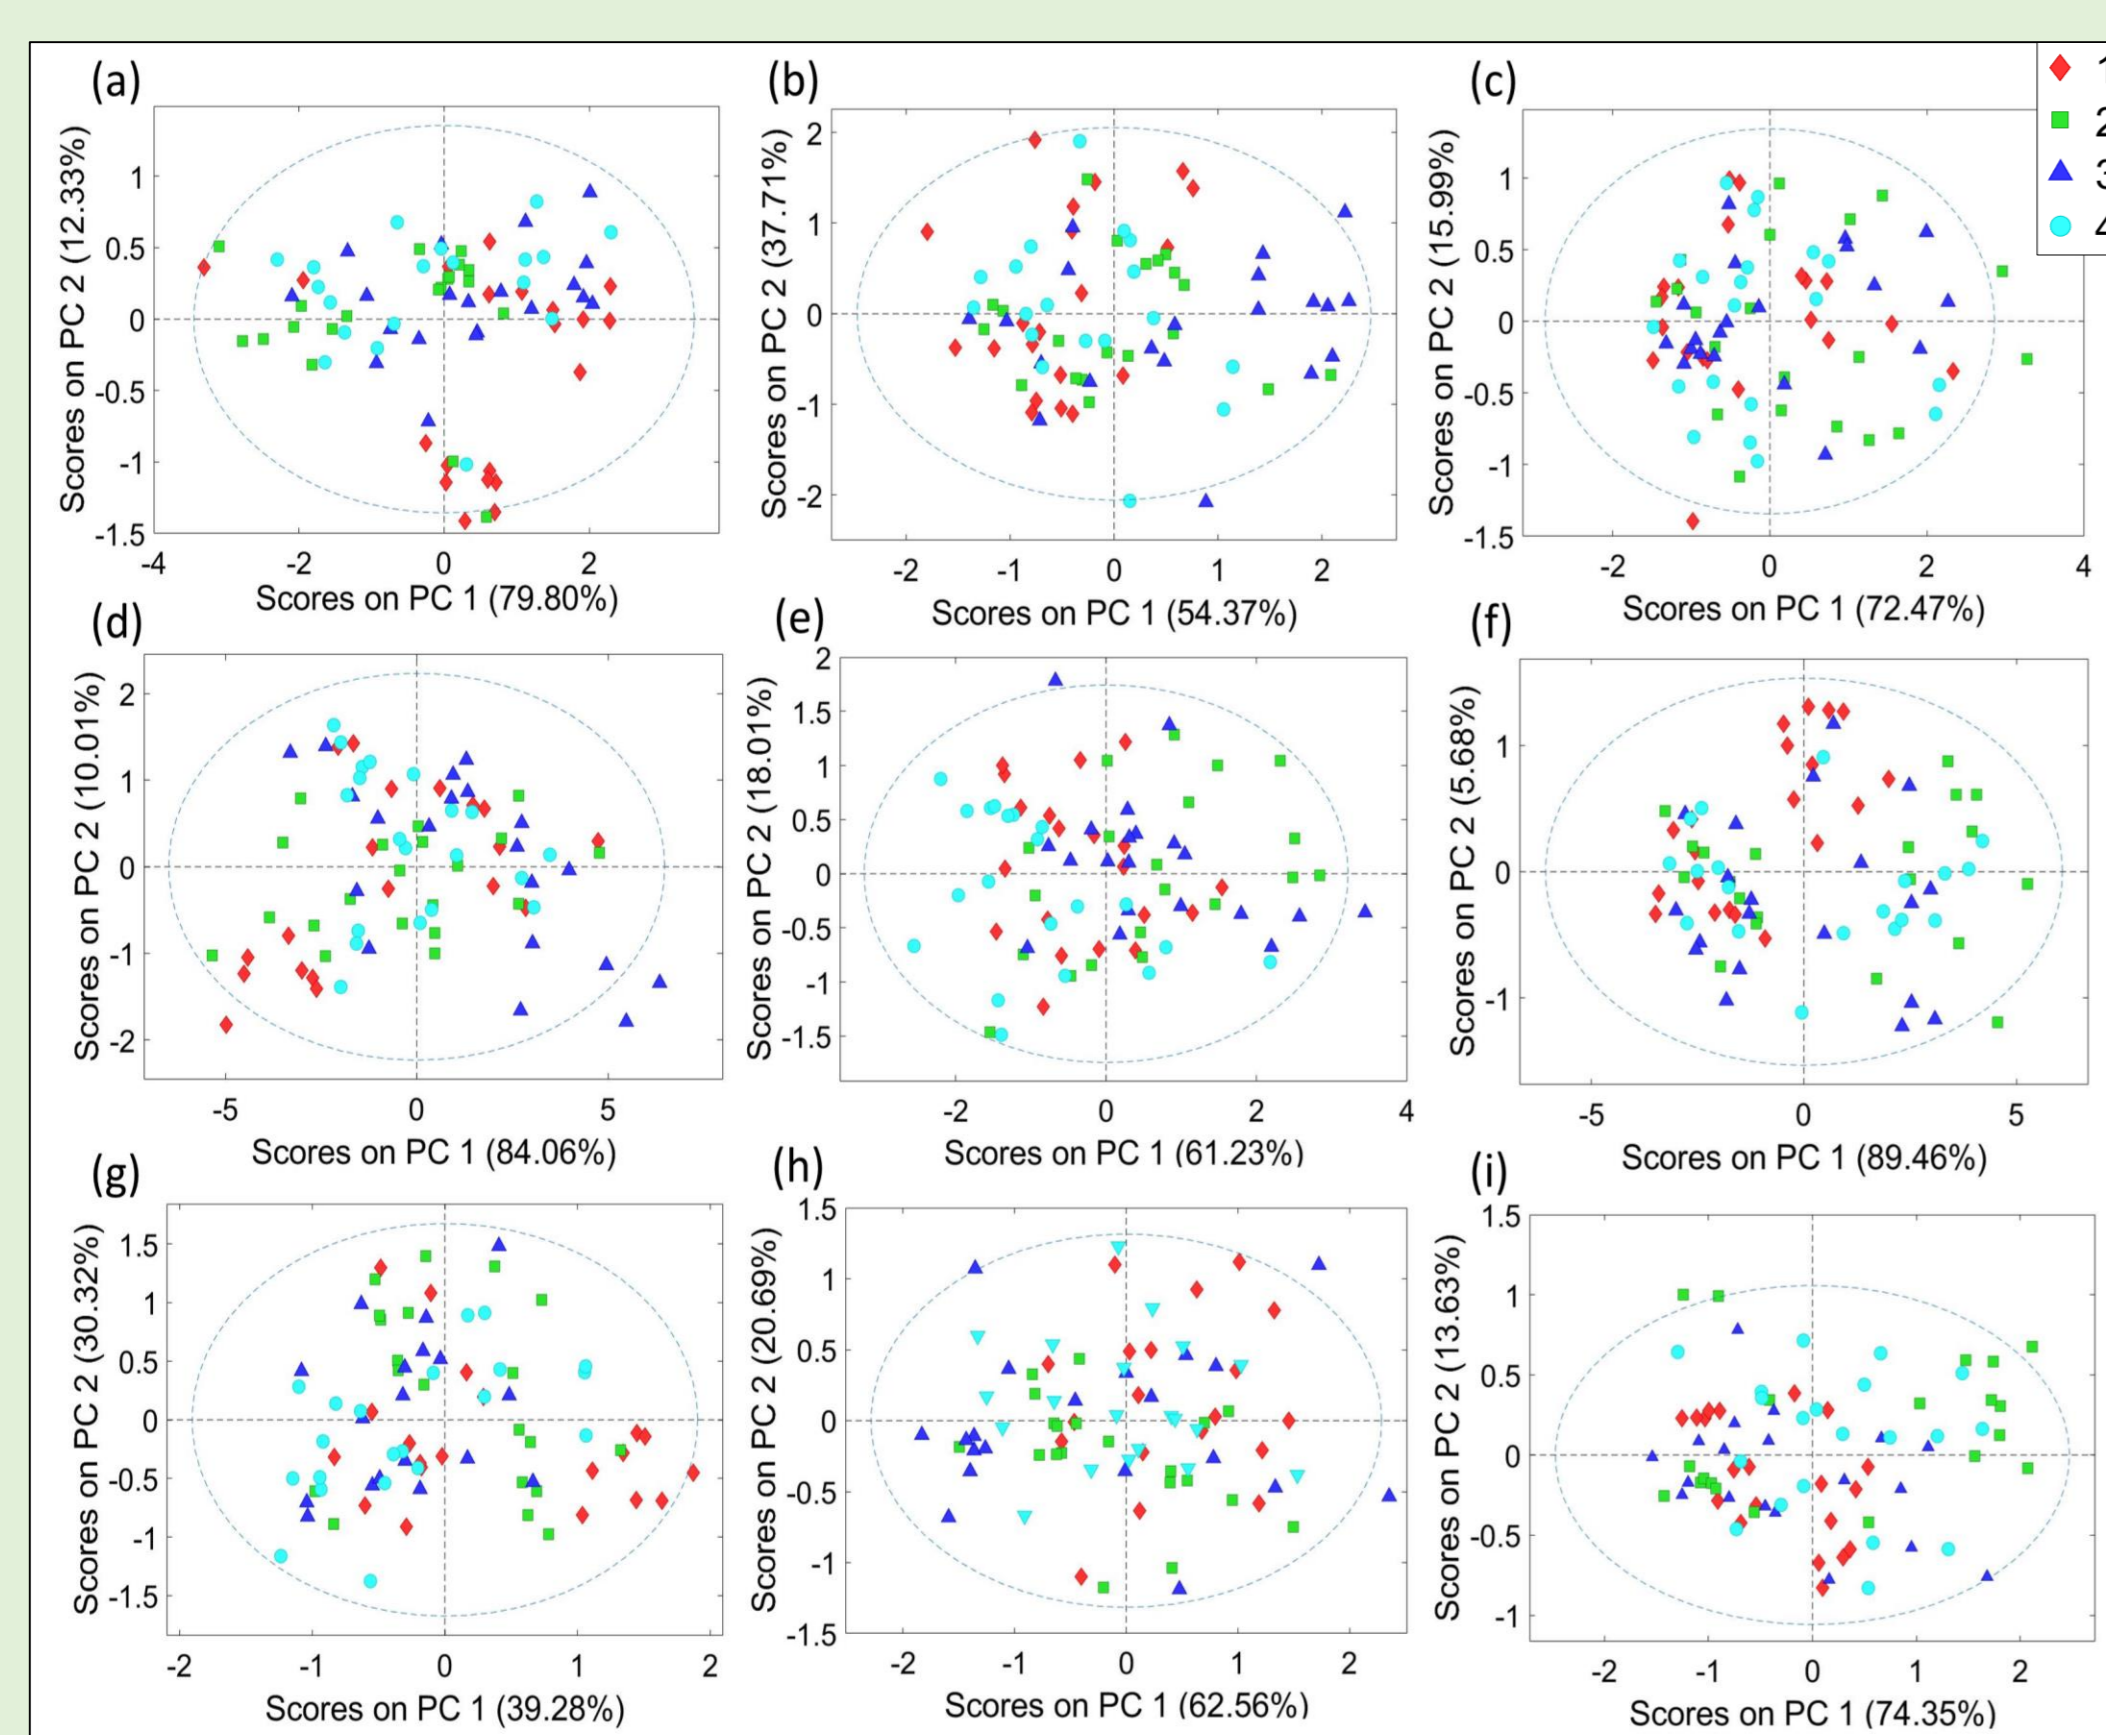 (a)
Scores on PC 2 (12.33%)
1
0.5
0
-0.5
-1
-1.5
-4 -2 0 2
Scores on PC 1 (79.80%)
(b)
Scores on PC 2 (37.71%)
2
1
0
-1
-2
-2 -1 0 1 2
Scores on PC 1 (54.37%)
(c)
Scores on PC 2 (15.99%)
1
0.5
0
-0.5
-1
-1.5
-2 0 2 4
Scores on PC 1 (72.47%)
1
2
3
4
(d)
Scores on PC 2 (10.01%)
2
1
0
-1
-2
-5 0 5
Scores on PC 1 (84.06%)
(e)
Scores on PC 2 (18.01%)
2
1.5
1
0.5
0
-0.5
-1
-1.5
-2 0 2 4
Scores on PC 1 (61.23%)
(f)
Scores on PC 2 (5.68%)
1
0
-1
-5 0 5
Scores on PC 1 (89.46%)
(g)
Scores on PC 2 (30.32%)
1.5
1
0.5
0
-0.5
-1
-1.5
-2 -1 0 1 2
Scores on PC 1 (39.28%)
(h)
Scores on PC 2 (20.69%)
1.5
1
0.5
0
-0.5
-1
-1.5
-2 -1 0 1 2
Scores on PC 1 (62.56%)
(i)
Scores on PC 2 (13.63%)
1.5
1
0.5
0
-0.5
-1
-2 -1 0 1 2
Scores on PC 1 (74.35%)